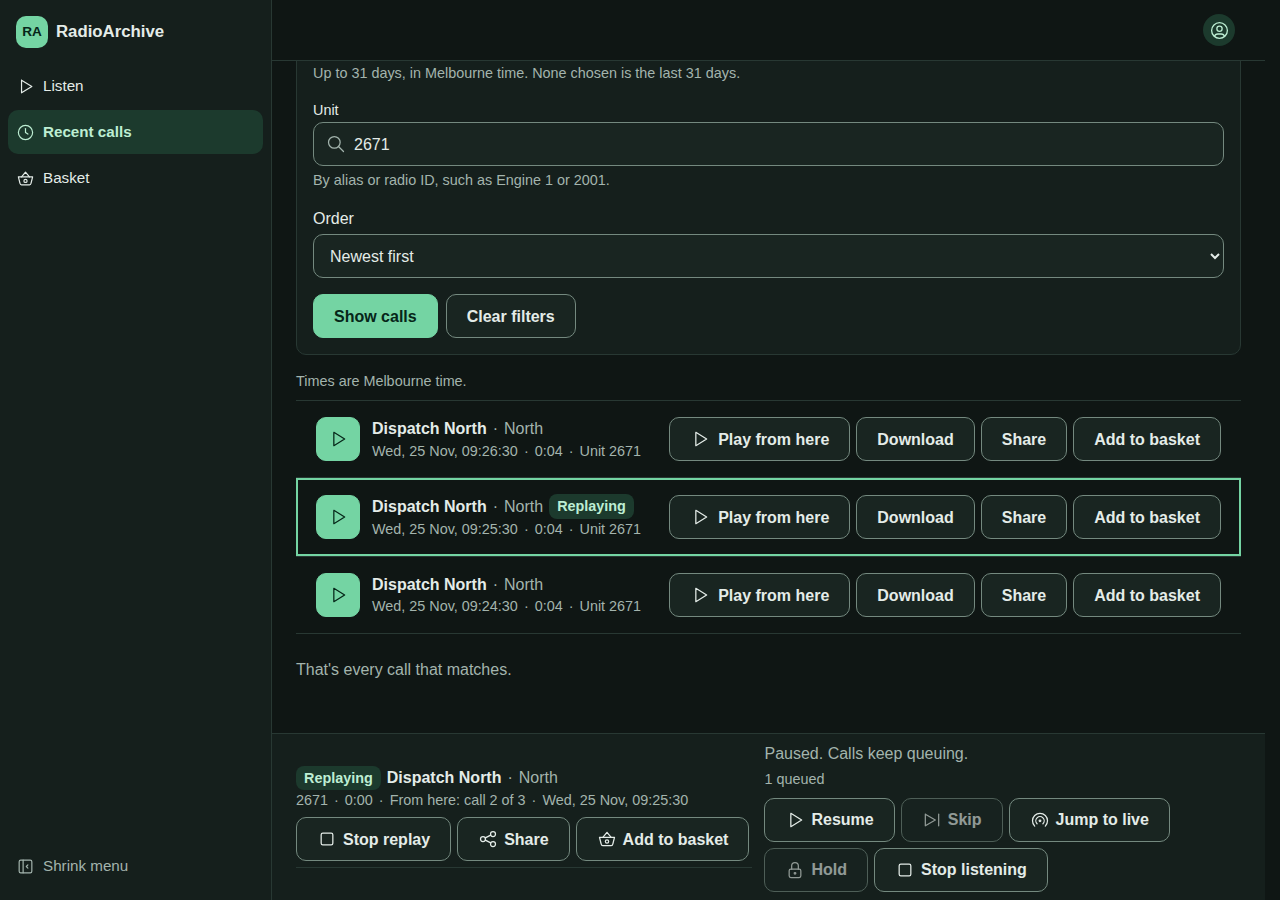 RA RadioArchive
Listen
Recent calls
Basket
Shrink menu
Up to 31 days, in Melbourne time. None chosen is the last 31 days.
Unit
2671
By alias or radio ID, such as Engine 1 or 2001.
Order
Newest first
Show calls Clear filters
Times are Melbourne time.
Dispatch North · North
Wed, 25 Nov, 09:26:30 · 0:04 · Unit 2671
Play from here Download Share Add to basket
Dispatch North · North Replaying
Wed, 25 Nov, 09:25:30 · 0:04 · Unit 2671
Play from here Download Share Add to basket
Dispatch North · North
Wed, 25 Nov, 09:24:30 · 0:04 · Unit 2671
Play from here Download Share Add to basket
That's every call that matches.
Replaying Dispatch North · North
2671 · 0:00 · From here: call 2 of 3 · Wed, 25 Nov, 09:25:30
Stop replay Share Add to basket
Paused. Calls keep queuing.
1 queued
Resume Skip Jump to live
Hold Stop listening